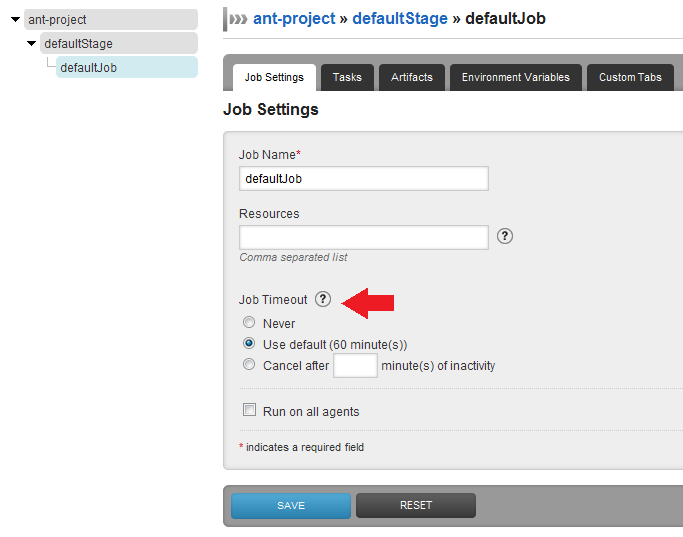 ant-project
defaultStage
defaultJob
ant-project » defaultStage » defaultJob
Job Settings Tasks Artifacts Environment Variables Custom Tabs
Job Settings
Job Name*
defaultJob
Resources
?
Comma separated list
Job Timeout ?
Never
Use default (60 minute(s))
Cancel after minute(s) of inactivity
Run on all agents
* indicates a required field
SAVE RESET